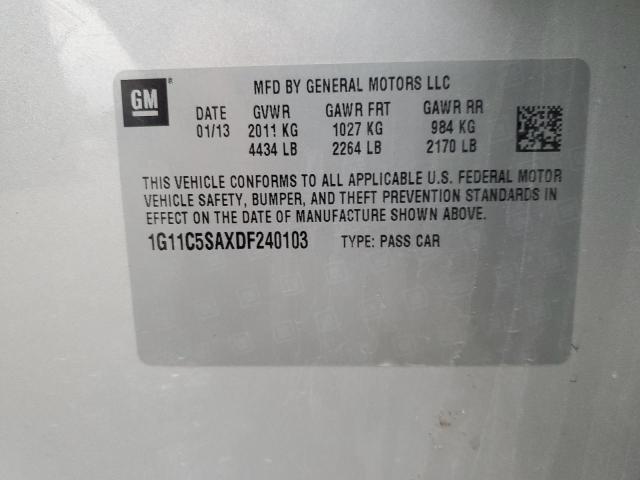 GM ® MFD BY GENERAL MOTORS LLC
DATE GVWR GAWR FRT GAWR RR
01/13 2011 KG 1027 KG 984 KG
4434 LB 2264 LB 2170 LB
THIS VEHICLE CONFORMS TO ALL APPLICABLE U.S. FEDERAL MOTOR
VEHICLE SAFETY, BUMPER, AND THEFT PREVENTION STANDARDS IN
EFFECT ON THE DATE OF MANUFACTURE SHOWN ABOVE.
1G11C5SAXDF240103 TYPE: PASS CAR